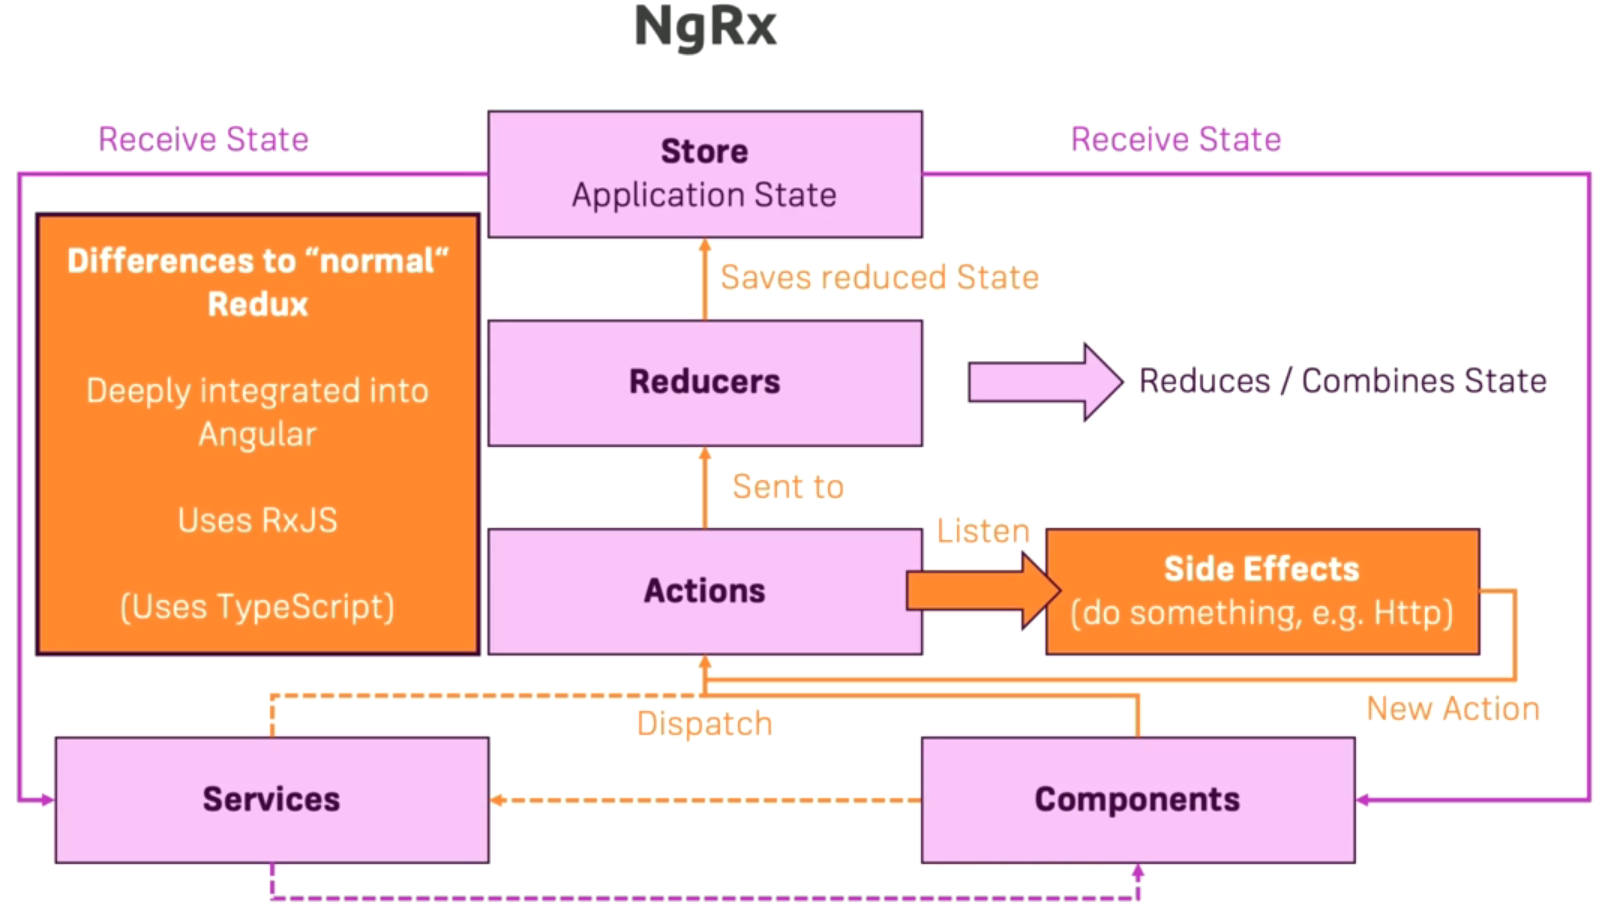 NgRx
Receive State
Store
Application State
Receive State
Differences to “normal“
Redux
Deeply integrated into
Angular
Uses RxJS
(Uses TypeScript)
Saves reduced State
Reducers
Reduces / Combines State
Sent to
Actions
Listen
Side Effects
(do something, e.g. Http)
New Action
Dispatch
Services
Components